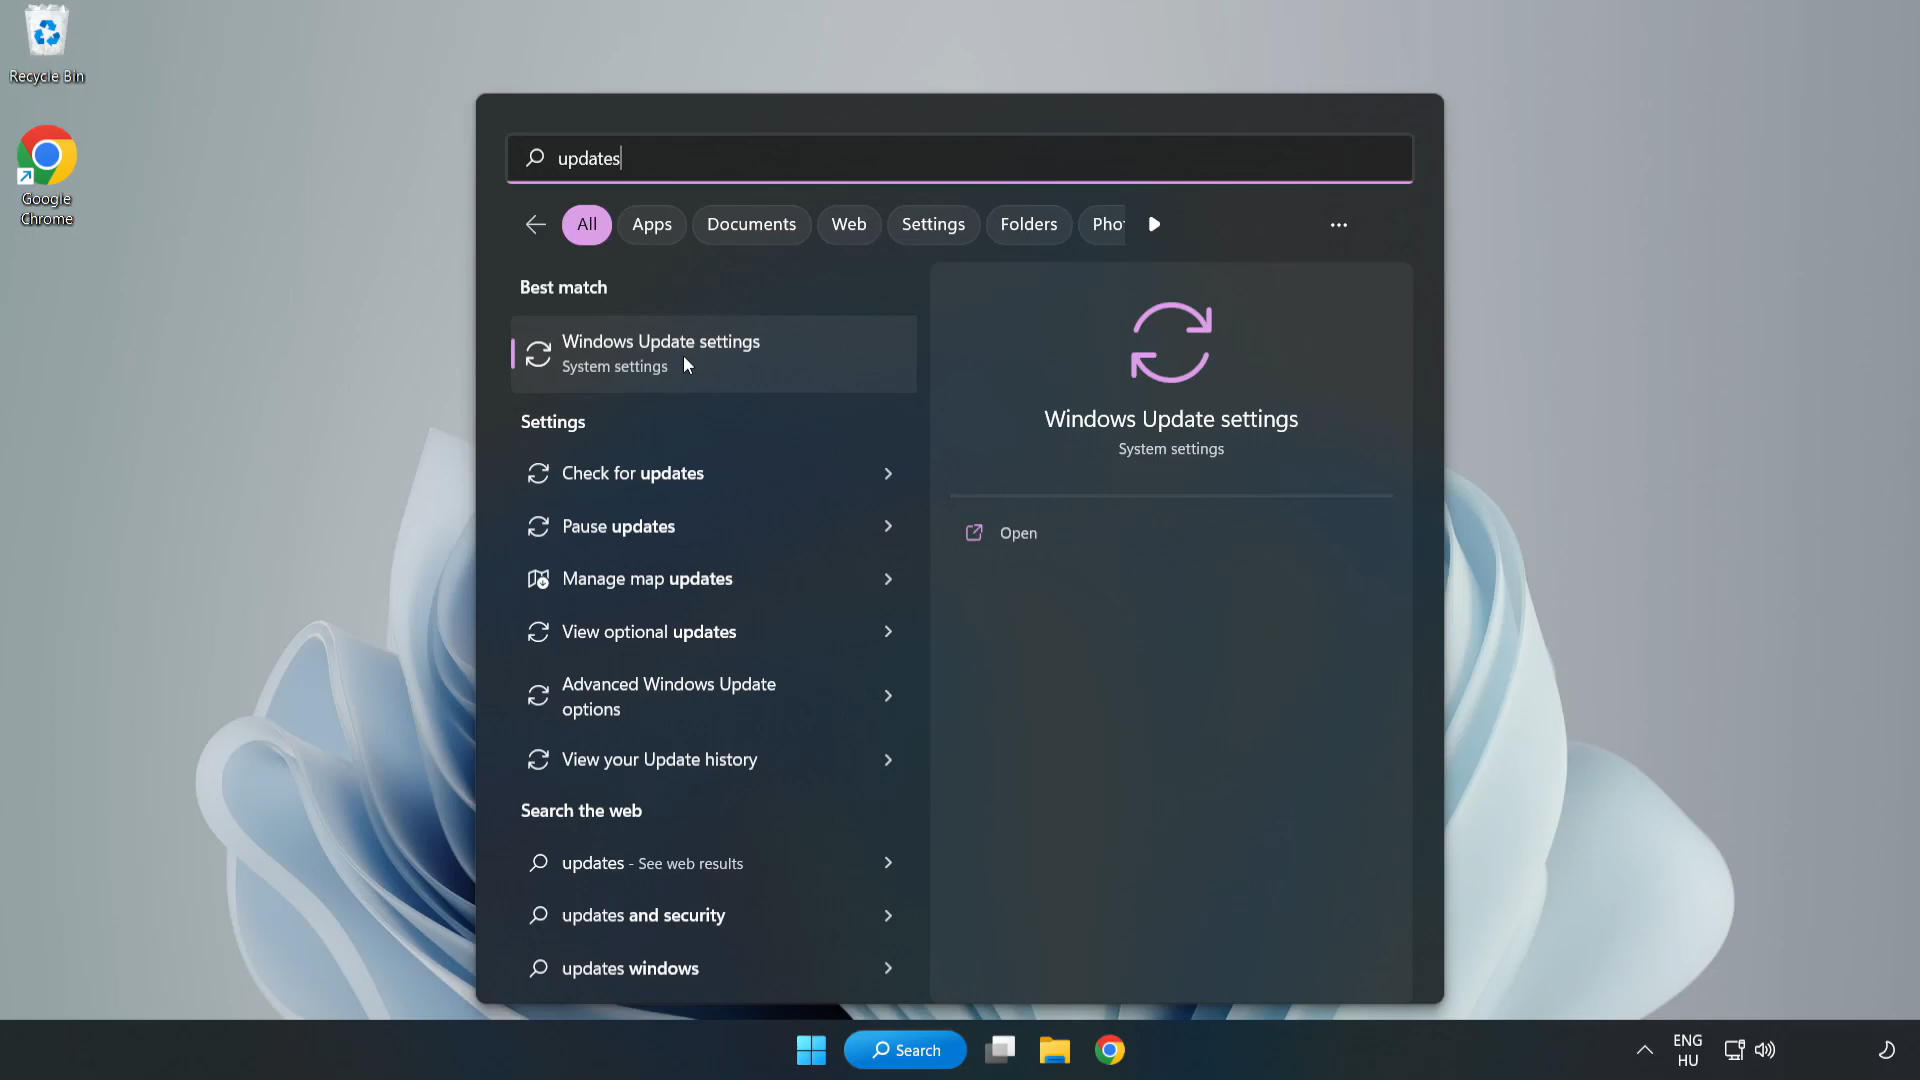 Recycle Bin
Google
Chrome
updates
All
Apps
Documents
Web
Settings
Folders
Pho
Best match
Windows Update settings
System settings
Settings
Check for updates
Pause updates
Manage map updates
View optional updates
Advanced Windows Update
options
View your Update history
Search the web
updates - See web results
updates and security
updates windows
Windows Update settings
System settings
Open
Search
ENG
HU